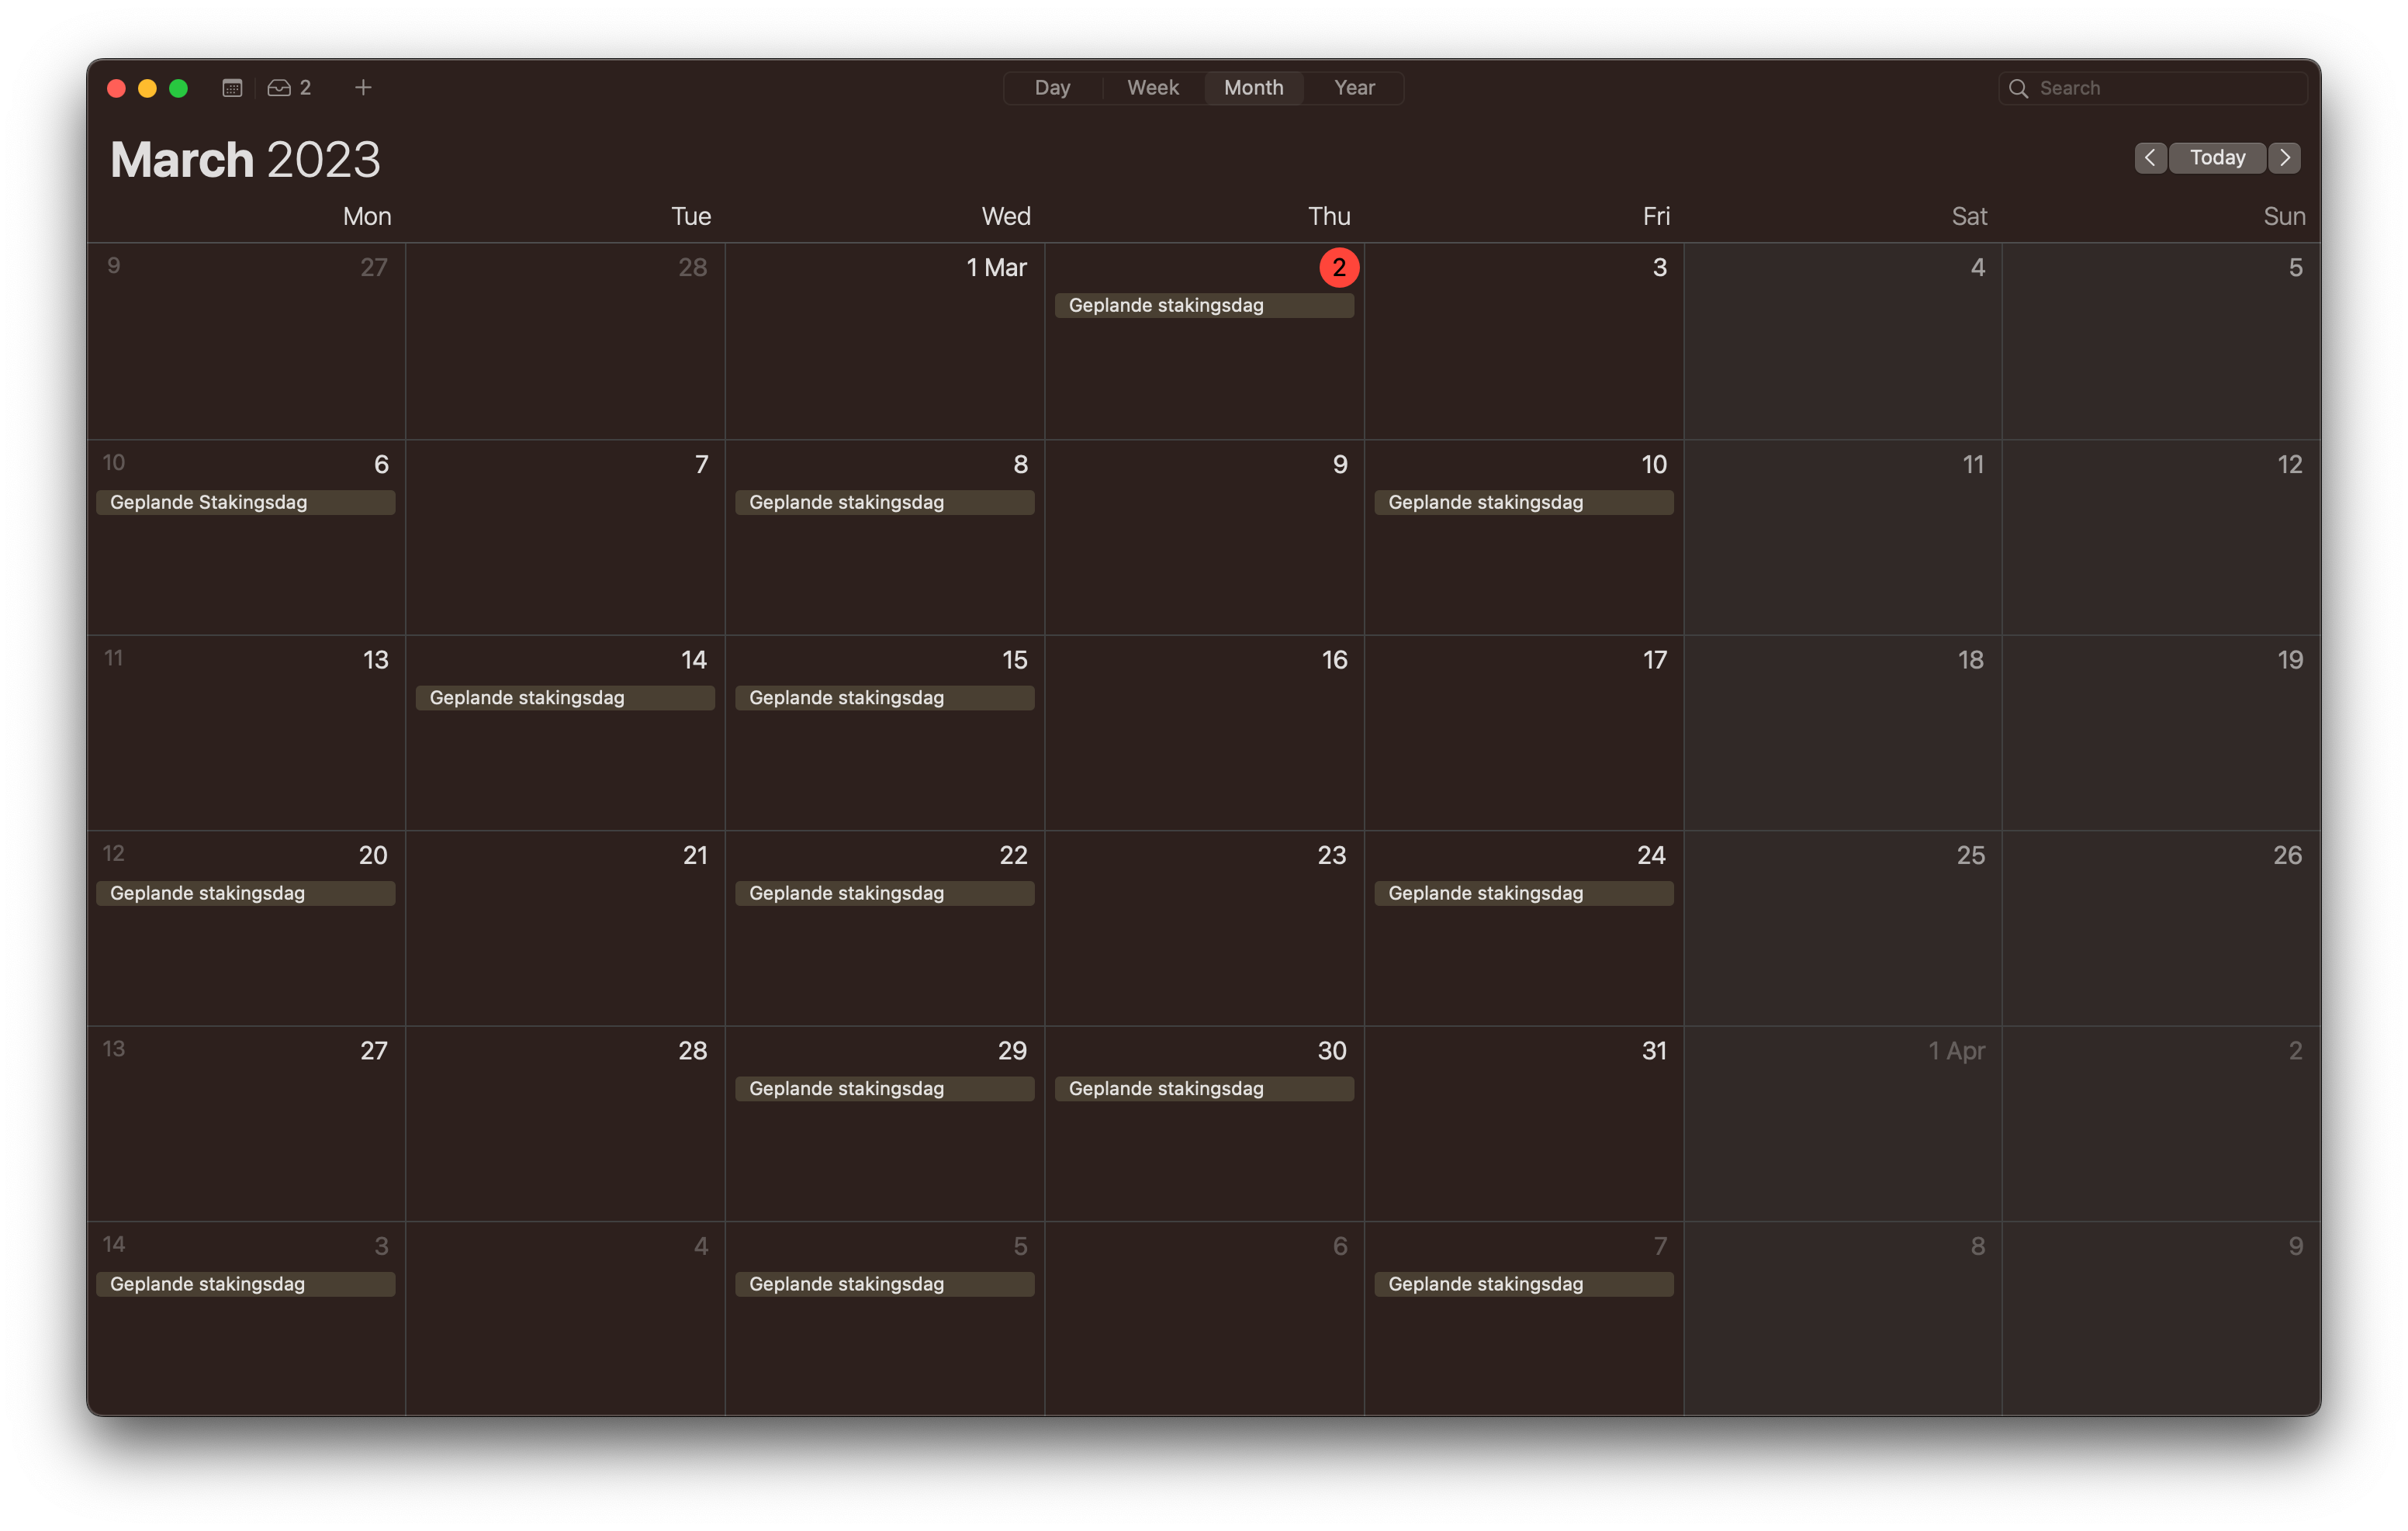 2
Day Week Month Year
Search
March 2023
Today
Mon Tue Wed Thu Fri Sat Sun
9 27 28 1 Mar 2 3 4 5
Geplande stakingsdag
10 6 7 8 9 10 11 12
Geplande Stakingsdag Geplande stakingsdag Geplande stakingsdag
11 13 14 15 16 17 18 19
Geplande stakingsdag Geplande stakingsdag
12 20 21 22 23 24 25 26
Geplande stakingsdag Geplande stakingsdag Geplande stakingsdag
13 27 28 29 30 31 1 Apr 2
Geplande stakingsdag Geplande stakingsdag
14 3 4 5 6 7 8 9
Geplande stakingsdag Geplande stakingsdag Geplande stakingsdag